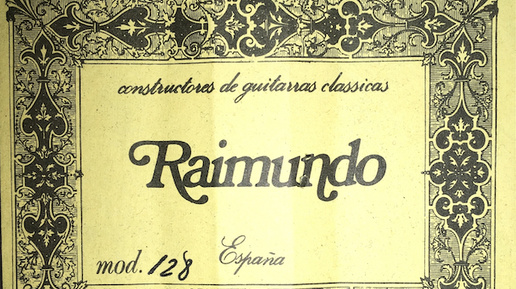 constructores de guitarras classicas
Raimundo
España
mod. 128